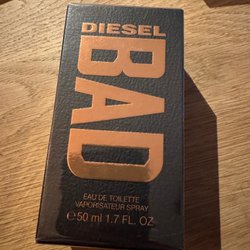 DIESEL
BAD
EAU DE TOILETTE
VAPORISATEUR SPRAY
℮ 50 ml 1.7 FL. OZ